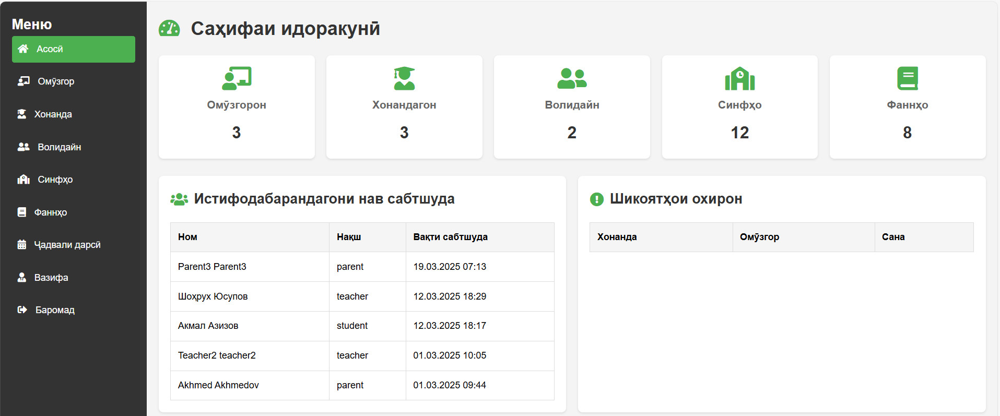 Меню
Асосӣ
Омӯзгор
Хонанда
Волидайн
Синфҳо
Фаннҳо
Ҷадвали дарсӣ
Вазифа
Баромад
Саҳифаи идоракунӣ
Омӯзгорон
3
Хонандагон
3
Волидайн
2
Синфҳо
12
Фаннҳо
8
Истифодабарандагони нав сабтшуда
Ном Нақш Вақти сабтшуда
Parent3 Parent3 parent 19.03.2025 07:13
Шоҳрух Юсупов teacher 12.03.2025 18:29
Акмал Азизов student 12.03.2025 18:17
Teacher2 teacher2 teacher 01.03.2025 10:05
Akhmed Akhmedov parent 01.03.2025 09:44
Шикоятҳои охирон
Хонанда Омӯзгор Сана